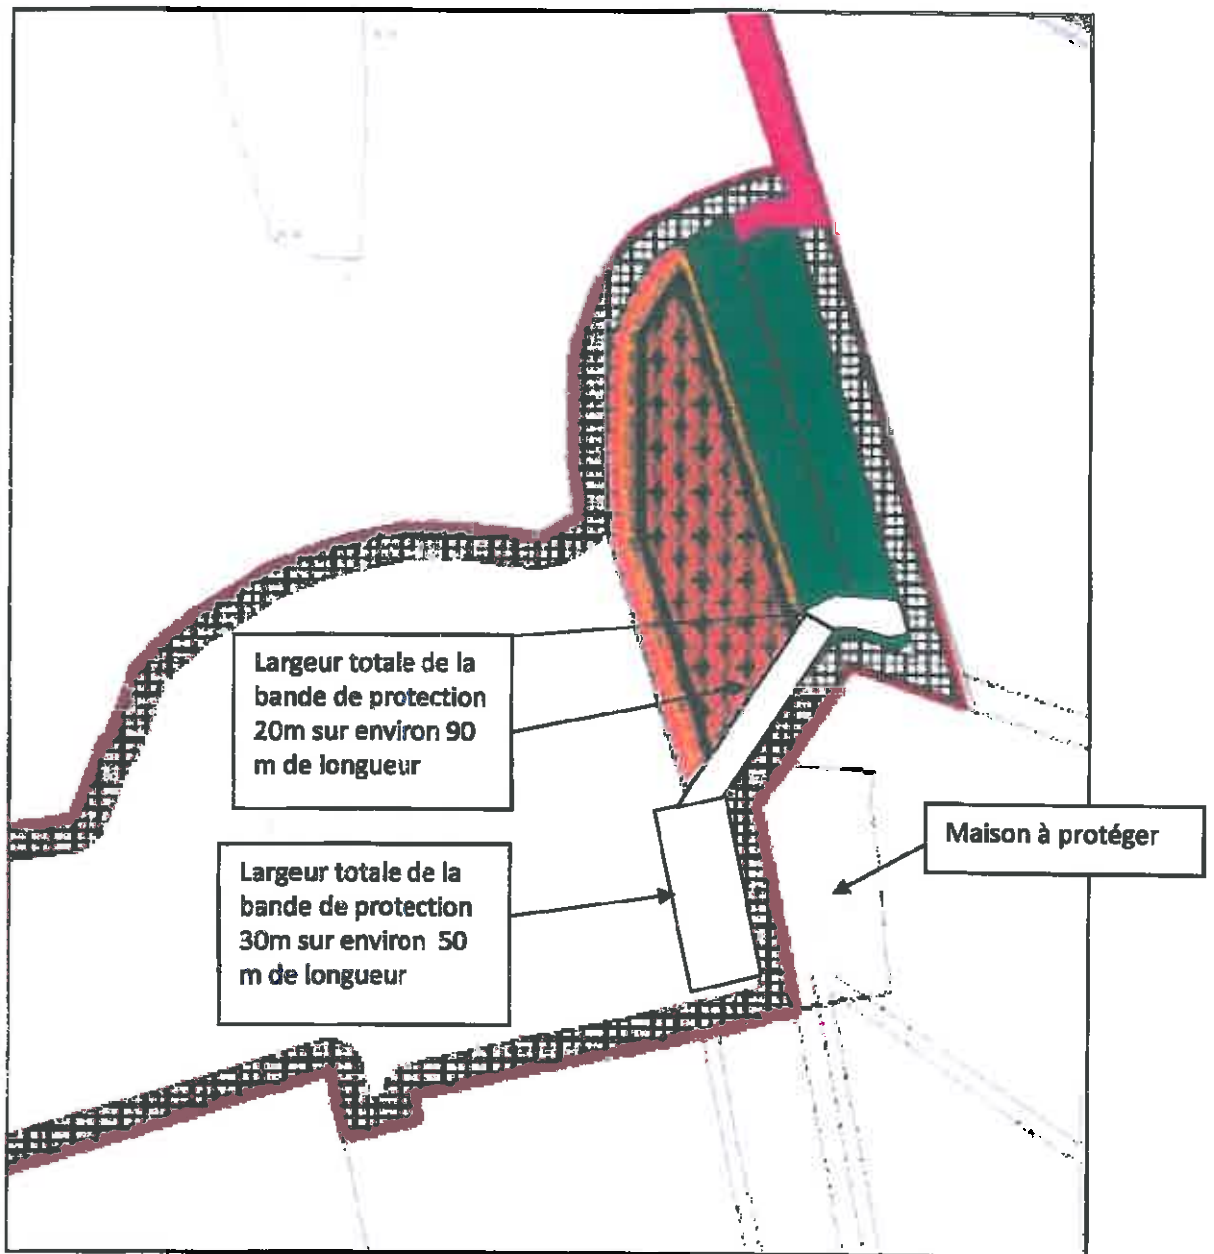 Largeur totale de la
bande de protection
20m sur environ 90
m de longueur
Maison à protéger
Largeur totale de la
bande de protection
30m sur environ 50
m de longueur